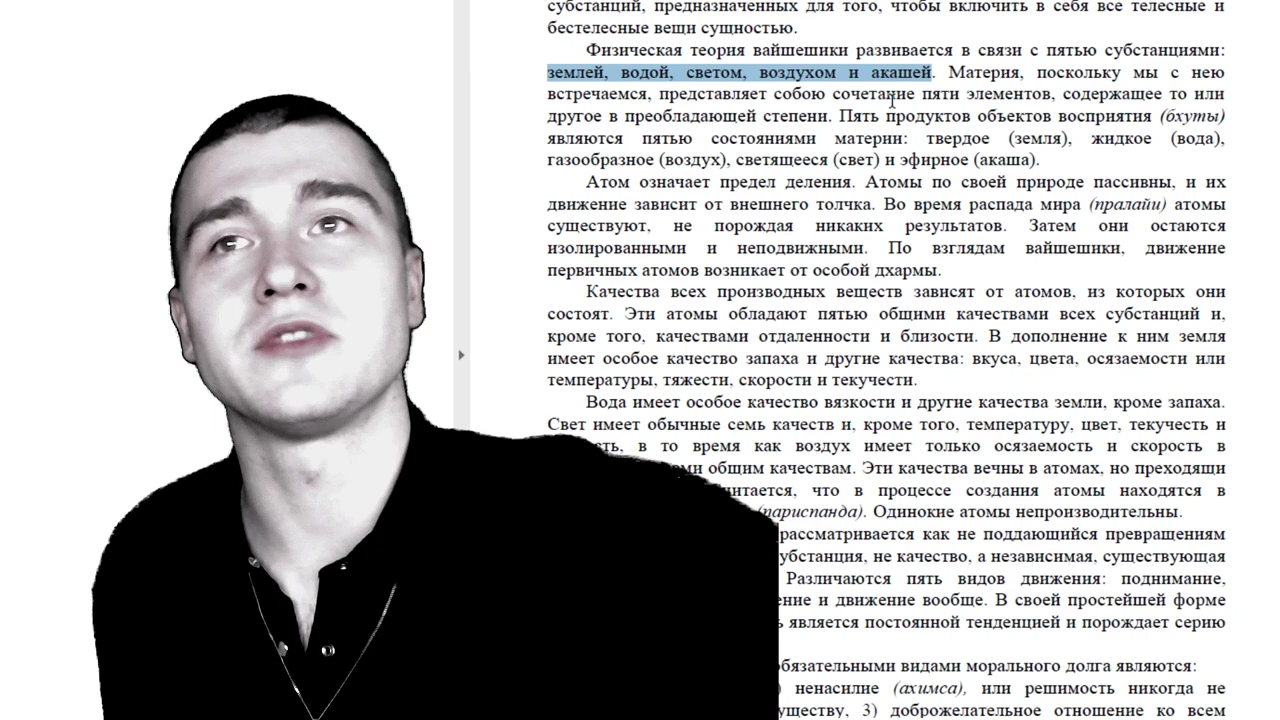 субстанций, предназначенных для того, чтобы включить в себя все телесные и
бестелесные вещи сущностью.
Физическая теория вайшешики развивается в связи с пятью субстанциями:
землей, водой, светом, воздухом и акашей. Материя, поскольку мы с нею
встречаемся, представляет собою сочетание пяти элементов, содержащее то или
другое в преобладающей степени. Пять продуктов объектов восприятия (бхуты)
являются пятью состояниями материи: твердое (земля), жидкое (вода),
газообразное (воздух), светящееся (свет) и эфирное (акаша).
Атом означает предел деления. Атомы по своей природе пассивны, и их
движение зависит от внешнего толчка. Во время распада мира (пралайи) атомы
существуют, не порождая никаких результатов. Затем они остаются
изолированными и неподвижными. По взглядам вайшешики, движение
первичных атомов возникает от особой дхармы.
Качества всех производных веществ зависят от атомов, из которых они
состоят. Эти атомы обладают пятью общими качествами всех субстанций и,
кроме того, качествами отдаленности и близости. В дополнение к ним земля
имеет особое качество запаха и другие качества: вкуса, цвета, осязаемости или
температуры, тяжести, скорости и текучести.
Вода имеет особое качество вязкости и другие качества земли, кроме запаха.
Свет имеет обычные семь качеств и, кроме того, температуру, цвет, текучесть и
в то время как воздух имеет только осязаемость и скорость в
общим качествам. Эти качества вечны в атомах, но преходящи
что в процессе создания атомы находятся в
(париспанда). Одинокие атомы непроизводительны.
рассматривается как не поддающийся превращениям
не качество, а независимая, существующая
Различаются пять видов движения: поднимание,
и движение вообще. В своей простейшей форме
является постоянной тенденцией и порождает серию
обязательными видами морального долга являются:
) ненасилие (ахимса), или решимость никогда не
3) доброжелательное отношение ко всем